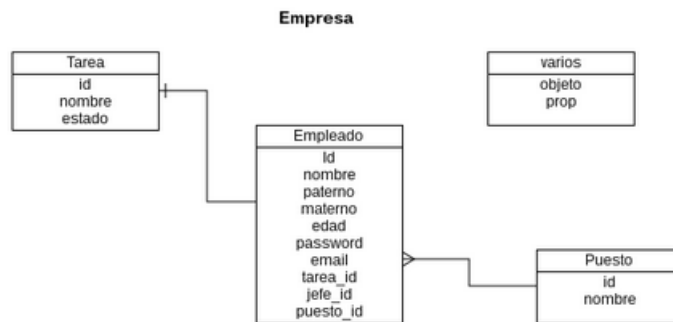 Empresa
Tarea
id
nombre
estado
varios
objeto
prop
Empleado
Id
nombre
paterno
materno
edad
password
email
tarea_id
jefe_id
puesto_id
Puesto
id
nombre